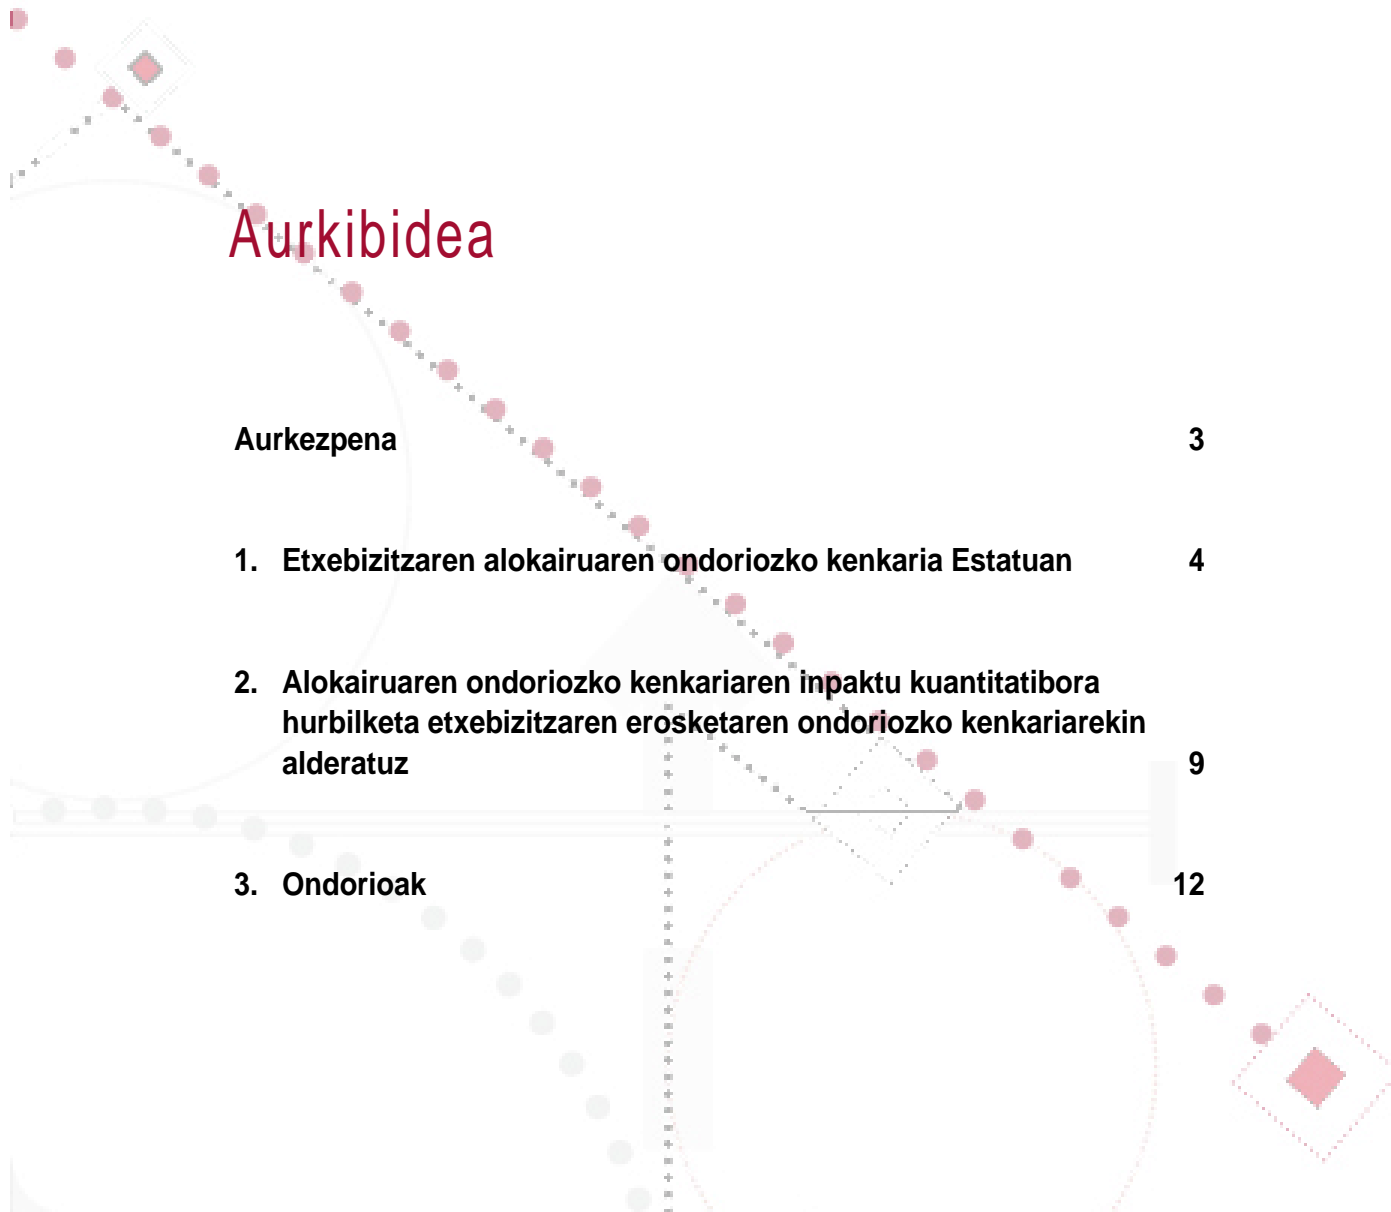 Aurkibidea
Aurkezpena 3
1. Etxebizitzaren alokairuaren ondoriozko kenkaria Estatuan 4
2. Alokairuaren ondoriozko kenkariaren inpaktu kuantitatibora
hurbilketa etxebizitzaren erosketaren ondoriozko kenkariarekin
alderatuz 9
3. Ondorioak 12